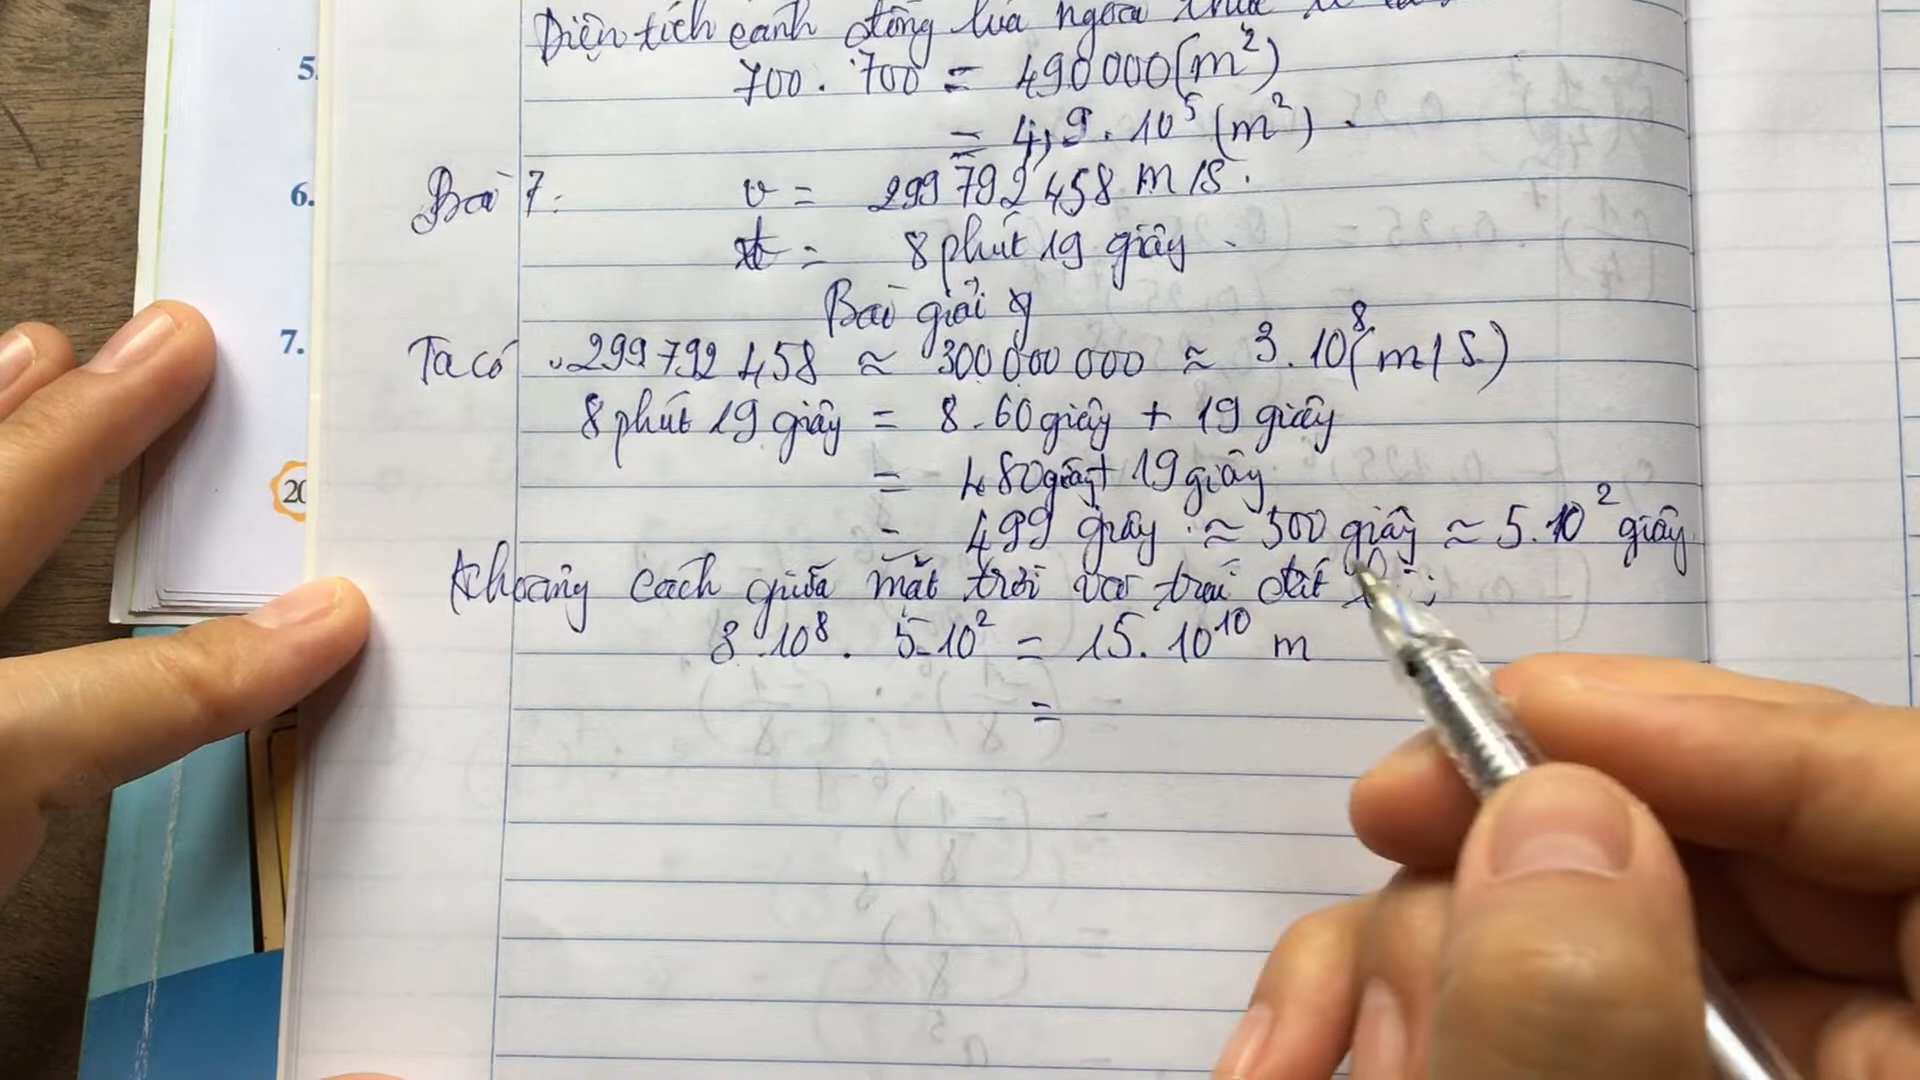 Diện tích cánh đồng lúa ngoài
5.
700 . 700 = 490 000 (m²)
= 4,9 . 10⁵ (m²) .
6.
Bài 7: v = 299 792 458 m/s.
t = 8 phút 19 giây .
Bài giải
7.
Ta có 299 792 458 ≈ 300 000 000 ≈ 3 . 10⁸ (m/s.)
8 phút 19 giây = 8 . 60 giây + 19 giây
= 480 giây + 19 giây
20
= 499 giây ≈ 500 giây ≈ 5 . 10² giây.
Khoảng cách giữa mặt trời và trái đất :
3 . 10⁸ . 5 . 10² = 15 . 10¹⁰ m
=